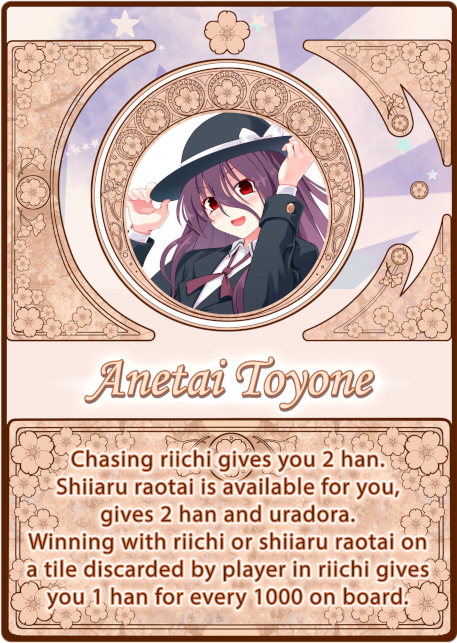 Anetai Toyone
Chasing riichi gives you 2 han.
Shiiaru raotai is available for you,
gives 2 han and uradora.
Winning with riichi or shiiaru raotai on
a tile discarded by player in riichi gives
you 1 han for every 1000 on board.